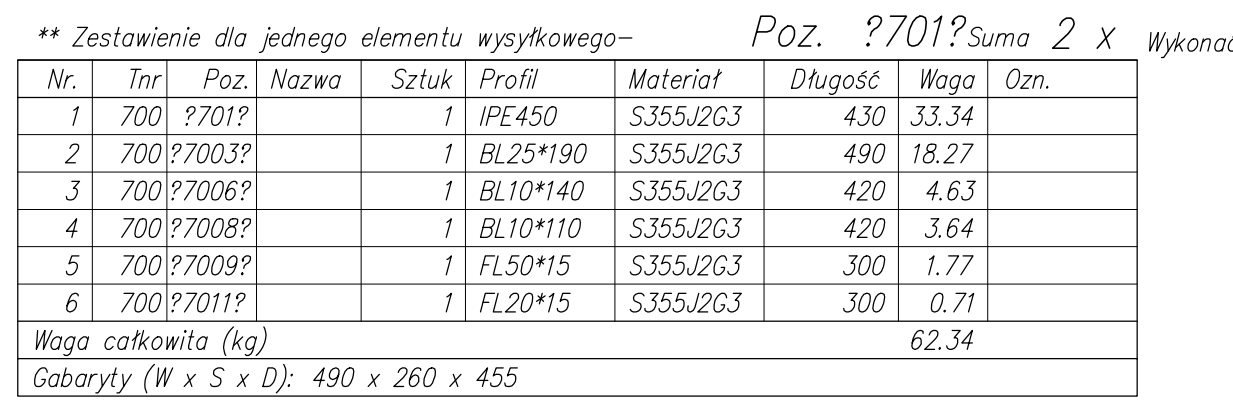 ** Zestawienie dla jednego elementu wysyłkowego– Poz. ?701? Suma 2 x Wykonać
Nr. Tnr Poz. Nazwa Sztuk Profil Materiał Długość Waga Ozn.
1 700 ?701? 1 IPE450 S355J2G3 430 33.34
2 700 ?7003? 1 BL25*190 S355J2G3 490 18.27
3 700 ?7006? 1 BL10*140 S355J2G3 420 4.63
4 700 ?7008? 1 BL10*110 S355J2G3 420 3.64
5 700 ?7009? 1 FL50*15 S355J2G3 300 1.77
6 700 ?7011? 1 FL20*15 S355J2G3 300 0.71
Waga całkowita (kg) 62.34
Gabaryty (W x S x D): 490 x 260 x 455